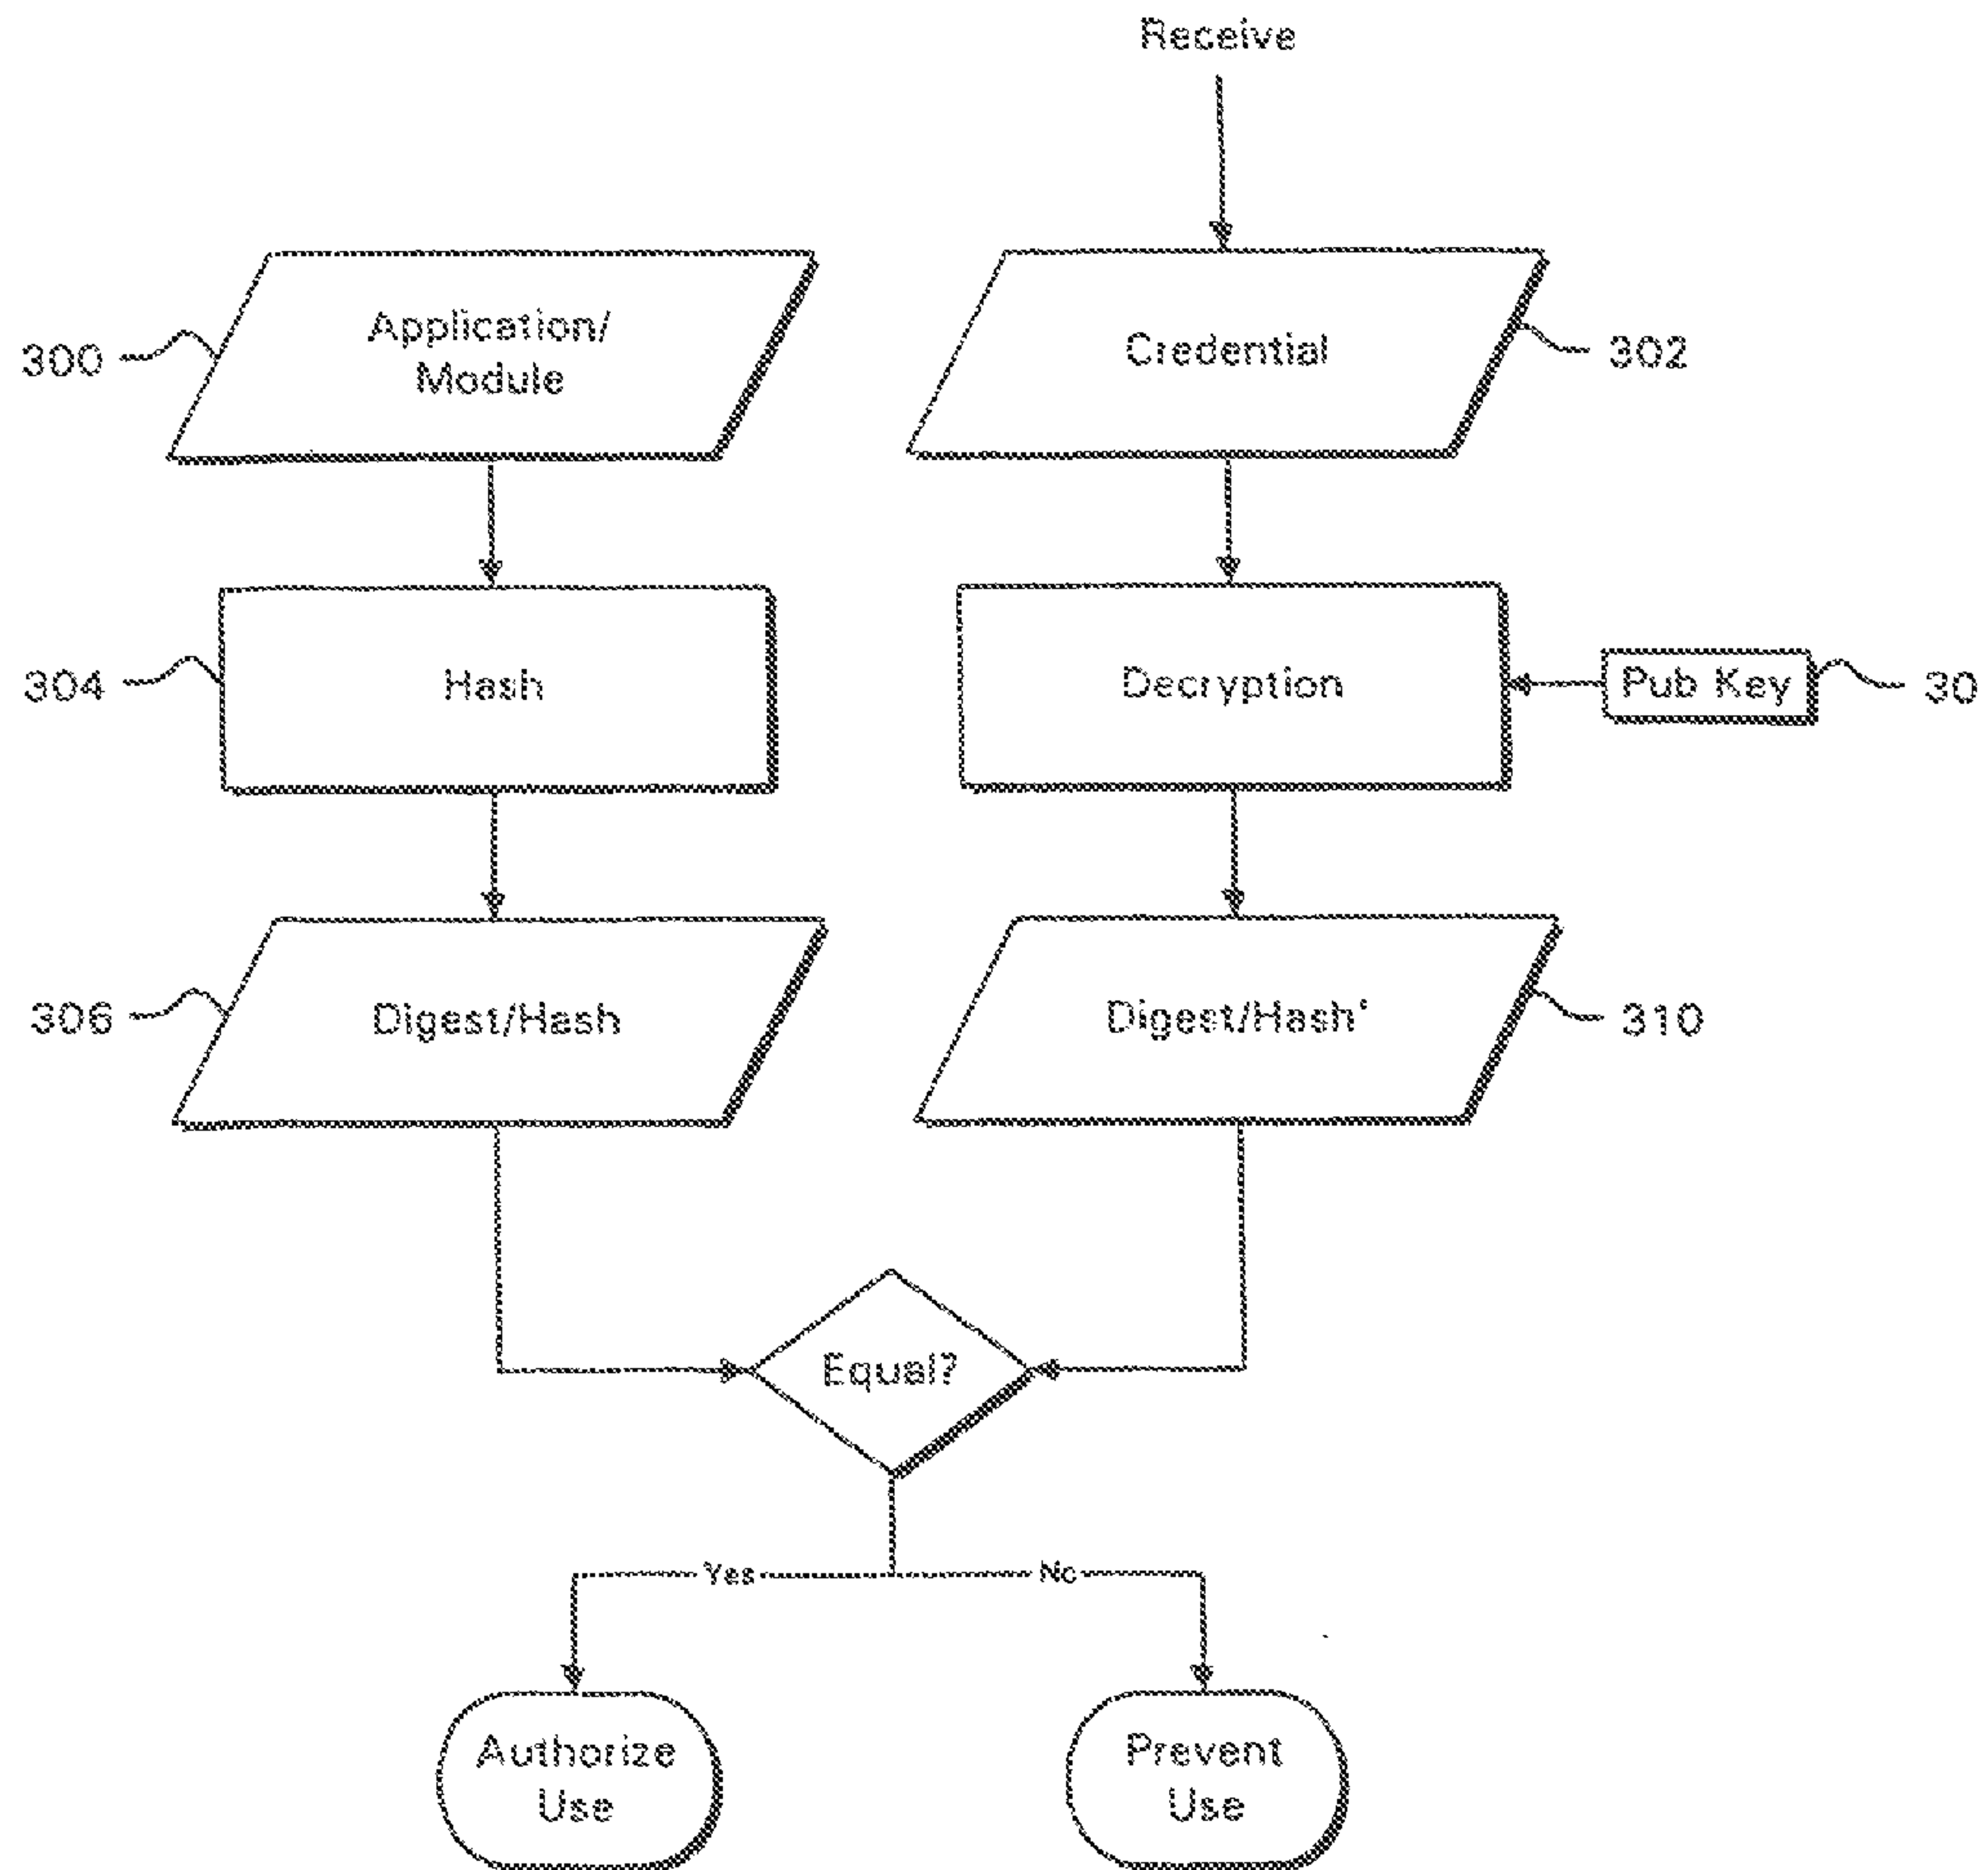 Receive
300
Application/
Module
Credential
302
304
Hash
Decryption
Pub Key
30
306
Digest/Hash
Digest/Hash'
310
Equal?
Yes
No
Authorize
Use
Prevent
Use